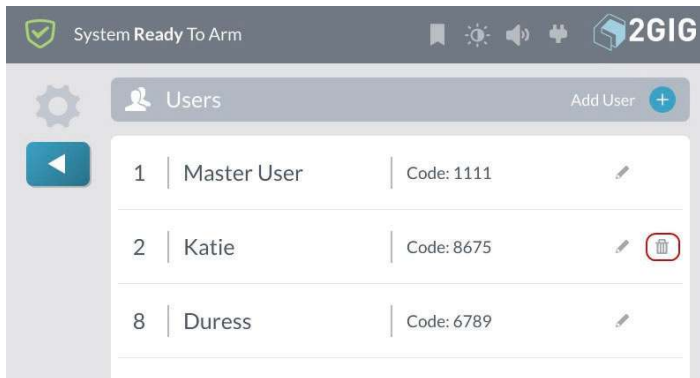 System Ready To Arm
2GIG
Users
Add User
1 Master User Code: 1111
2 Katie Code: 8675
8 Duress Code: 6789